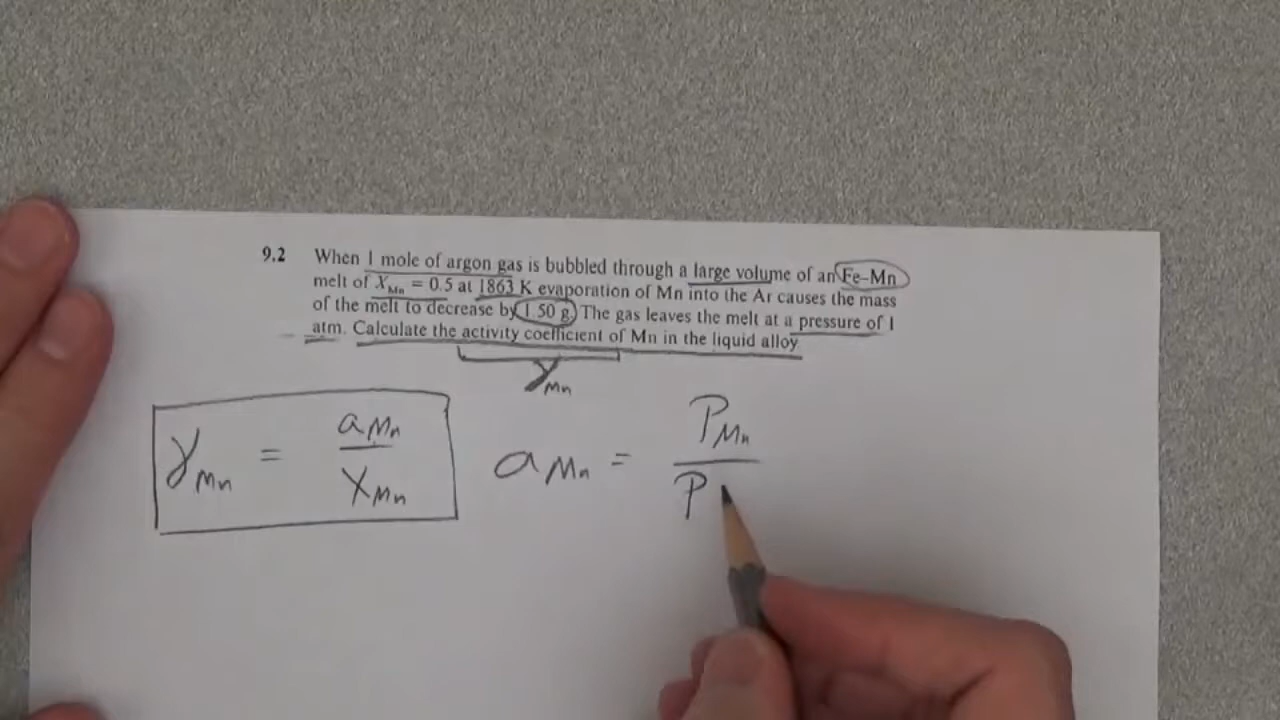 9.2 When 1 mole of argon gas is bubbled through a large volume of an Fe–Mn
melt of X_Mn = 0.5 at 1863 K evaporation of Mn into the Ar causes the mass
of the melt to decrease by 1.50 g. The gas leaves the melt at a pressure of 1
atm. Calculate the activity coefficient of Mn in the liquid alloy.
γ_Mn
γ_Mn = a_Mn / X_Mn
a_Mn = P_Mn / P